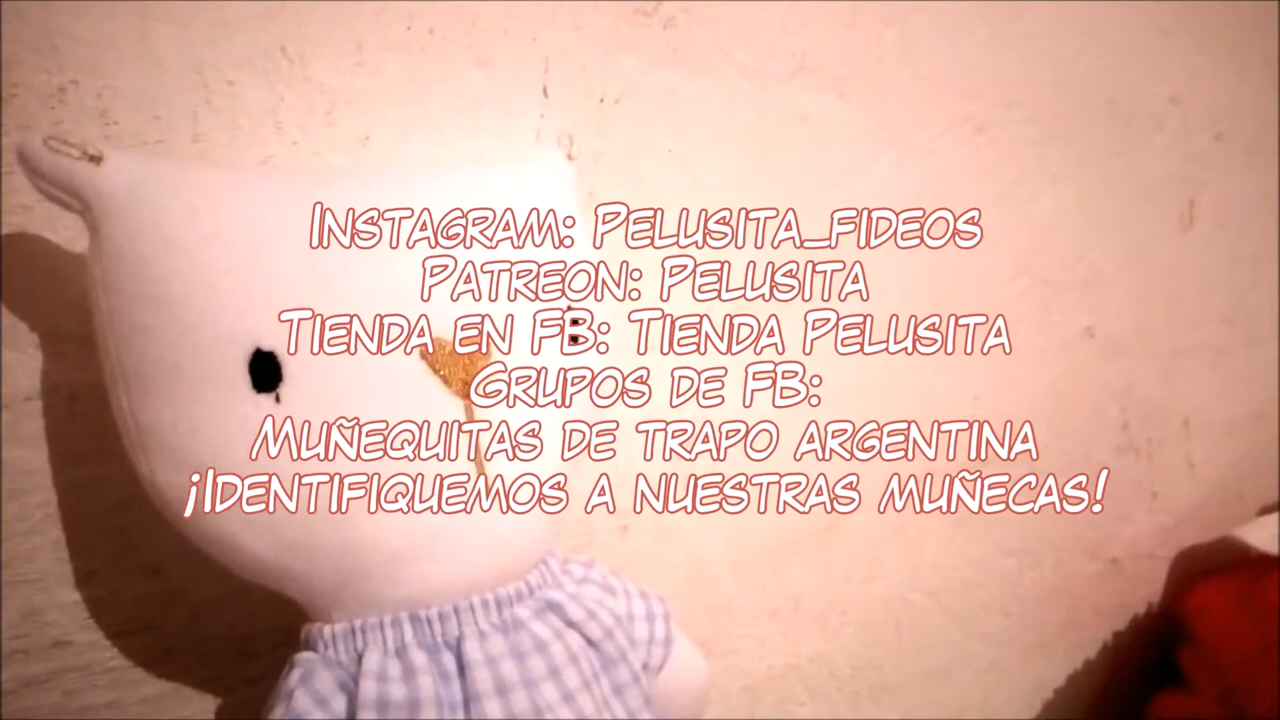 Instagram: Pelusita_fideos
Patreon: Pelusita
Tienda en FB: Tienda Pelusita
Grupos de FB:
Muñequitas de trapo argentina
¡Identifiquemos a nuestras muñecas!